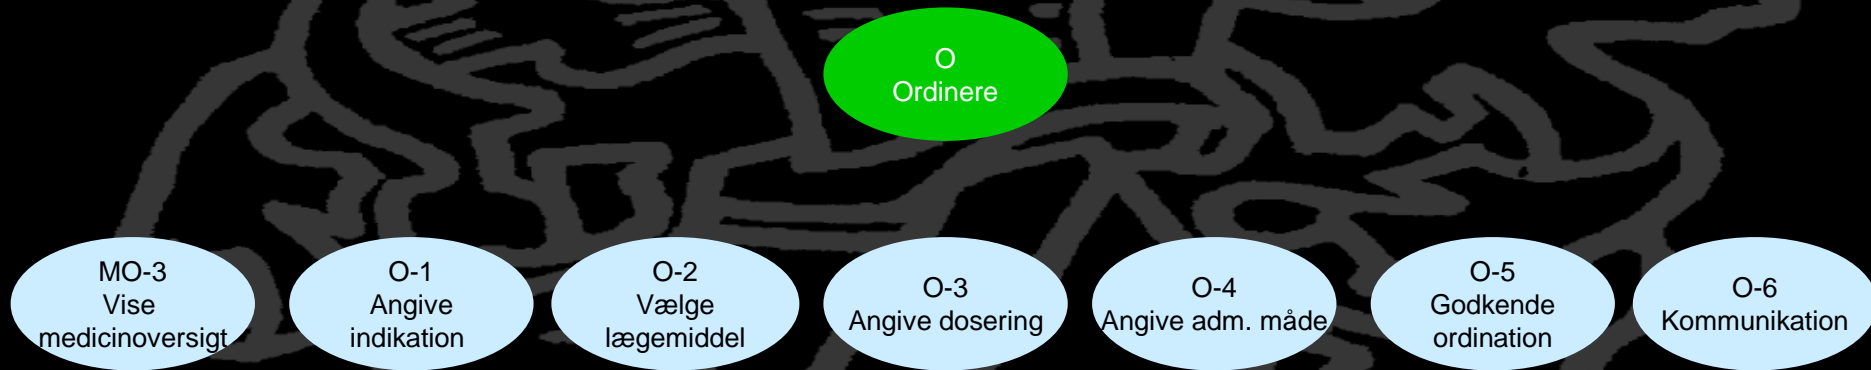 O
Ordinere
MO-3
Vise
medicinoversigt
O-1
Angive
indikation
O-2
Vælge
lægemiddel
O-3
Angive dosering
O-4
Angive adm. måde
O-5
Godkende
ordination
O-6
Kommunikation